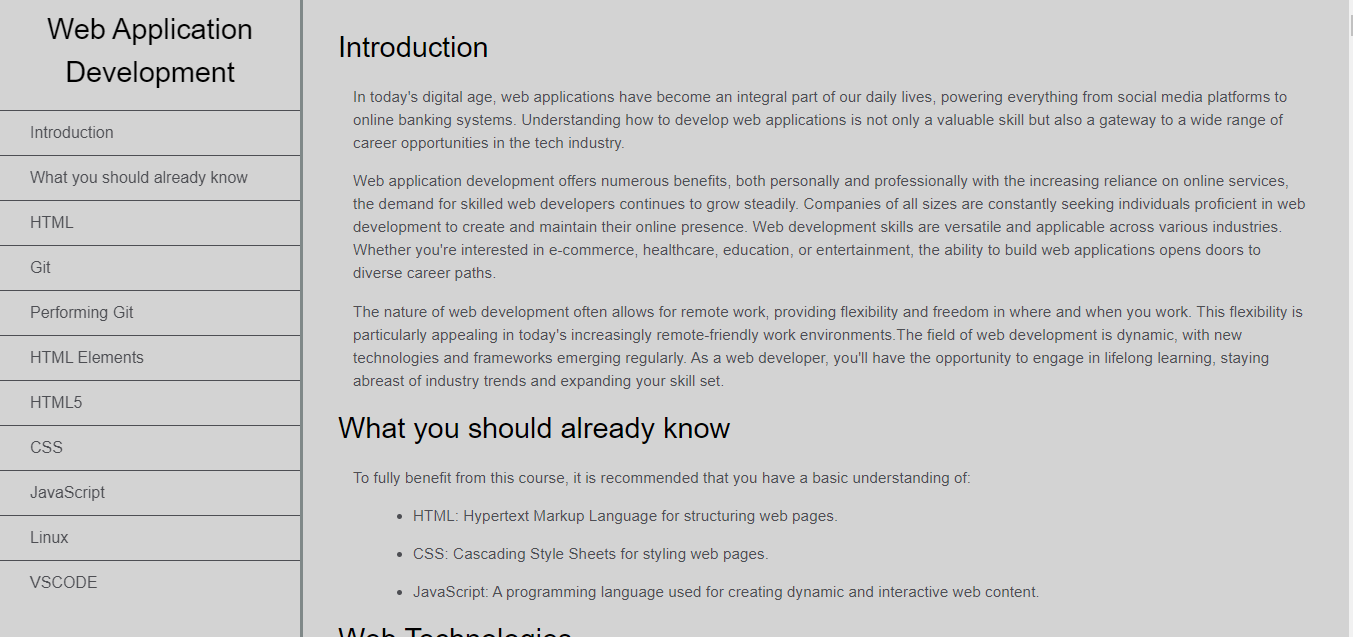 Web Application
Development
Introduction
What you should already know
HTML
Git
Performing Git
HTML Elements
HTML5
CSS
JavaScript
Linux
VSCODE
Introduction
In today's digital age, web applications have become an integral part of our daily lives, powering everything from social media platforms to
online banking systems. Understanding how to develop web applications is not only a valuable skill but also a gateway to a wide range of
career opportunities in the tech industry.
Web application development offers numerous benefits, both personally and professionally with the increasing reliance on online services,
the demand for skilled web developers continues to grow steadily. Companies of all sizes are constantly seeking individuals proficient in web
development to create and maintain their online presence. Web development skills are versatile and applicable across various industries.
Whether you're interested in e-commerce, healthcare, education, or entertainment, the ability to build web applications opens doors to
diverse career paths.
The nature of web development often allows for remote work, providing flexibility and freedom in where and when you work. This flexibility is
particularly appealing in today's increasingly remote-friendly work environments.The field of web development is dynamic, with new
technologies and frameworks emerging regularly. As a web developer, you'll have the opportunity to engage in lifelong learning, staying
abreast of industry trends and expanding your skill set.
What you should already know
To fully benefit from this course, it is recommended that you have a basic understanding of:
• HTML: Hypertext Markup Language for structuring web pages.
• CSS: Cascading Style Sheets for styling web pages.
• JavaScript: A programming language used for creating dynamic and interactive web content.
Web Technologies